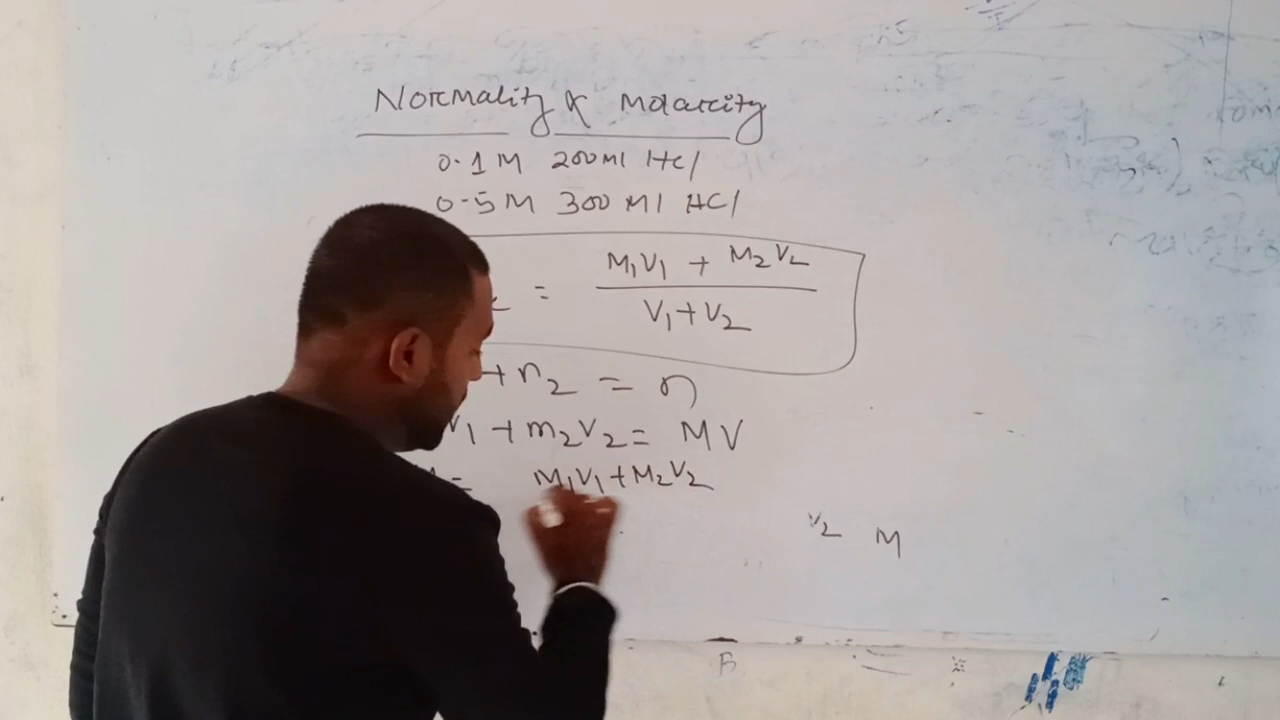 Normality & Molarity
0.1 M 200 Ml HCl
0.5 M 300 Ml HCl
= M₁V₁ + M₂V₂
V₁+V₂
+ n₂ = n
V₁ + m₂V₂ = MV
= M₁V₁+M₂V₂
V₂ M
B